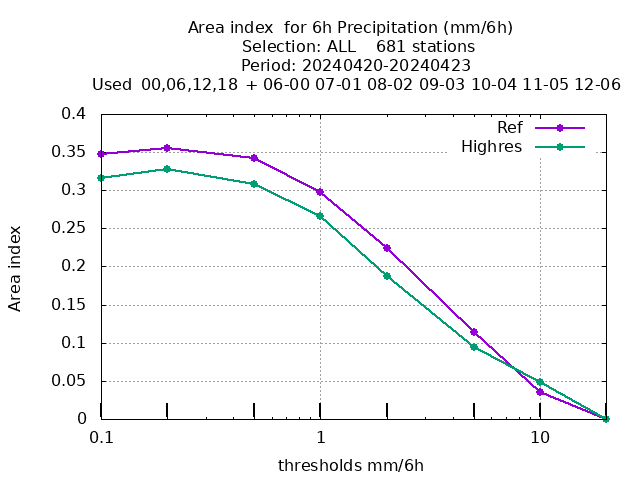 Area index  for 6h Precipitation (mm/6h)
Selection: ALL    681 stations
Period: 20240420-20240423
Used  00,06,12,18  + 06-00 07-01 08-02 09-03 10-04 11-05 12-06
Ref
Highres
0.4
0.35
0.3
0.25
0.2
0.15
0.1
0.05
0
Area index
0.1 1 10
thresholds mm/6h